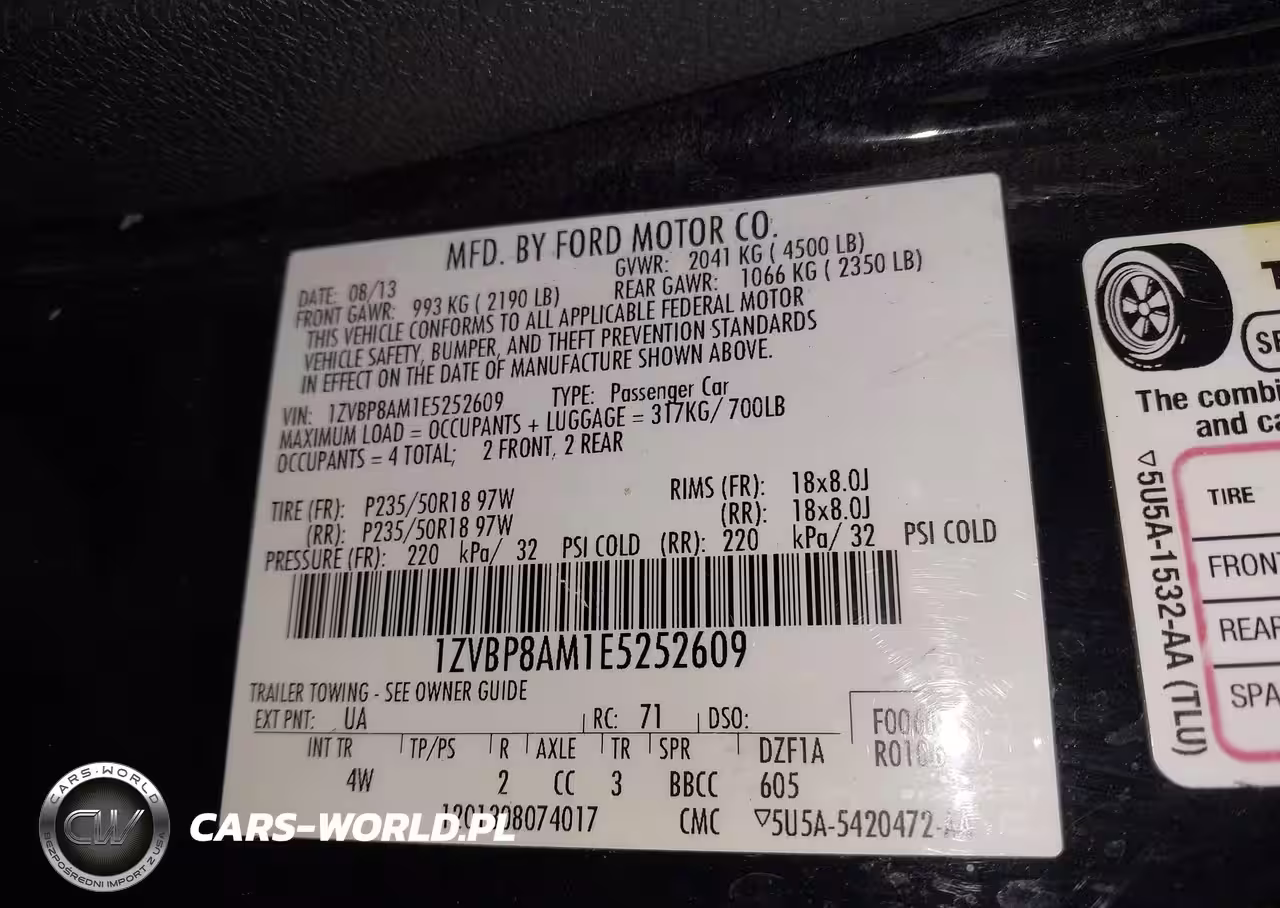 MFD. BY FORD MOTOR CO.
DATE: 08/13 GVWR: 2041 KG ( 4500 LB)
FRONT GAWR: 993 KG ( 2190 LB) REAR GAWR: 1066 KG ( 2350 LB)
THIS VEHICLE CONFORMS TO ALL APPLICABLE FEDERAL MOTOR
VEHICLE SAFETY, BUMPER, AND THEFT PREVENTION STANDARDS
IN EFFECT ON THE DATE OF MANUFACTURE SHOWN ABOVE.
VIN: 1ZVBP8AM1E5252609 TYPE: Passenger Car
MAXIMUM LOAD = OCCUPANTS + LUGGAGE = 317KG/ 700LB
OCCUPANTS = 4 TOTAL; 2 FRONT, 2 REAR
TIRE (FR): P235/50R18 97W RIMS (FR): 18x8.0J
(RR): P235/50R18 97W (RR): 18x8.0J
PRESSURE (FR): 220 kPa/ 32 PSI COLD (RR): 220 kPa/ 32 PSI COLD
1ZVBP8AM1E5252609
TRAILER TOWING - SEE OWNER GUIDE
EXT PNT: UA RC: 71 DSO:
INT TR TP/PS R AXLE TR SPR DZF1A
4W 2 CC 3 BBCC 605
CMC ▽5U5A-5420472-
The combi
and ca
▽5U5A-1532-AA (TLU)
TIRE
FRONT
REAR
SPA
CARS-WORLD
CW
BEZPOŚREDNI IMPORT Z USA
CARS-WORLD.PL